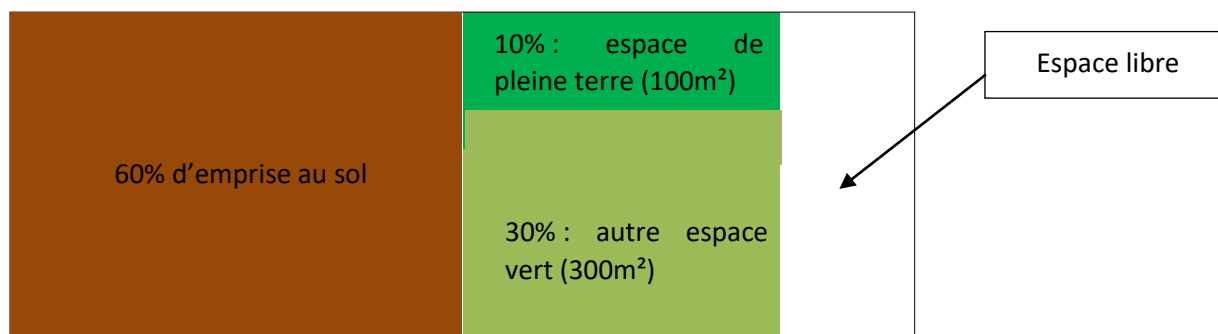 60% d’emprise au sol
10% : espace de
pleine terre (100m²)
30% : autre espace
vert (300m²)
Espace libre